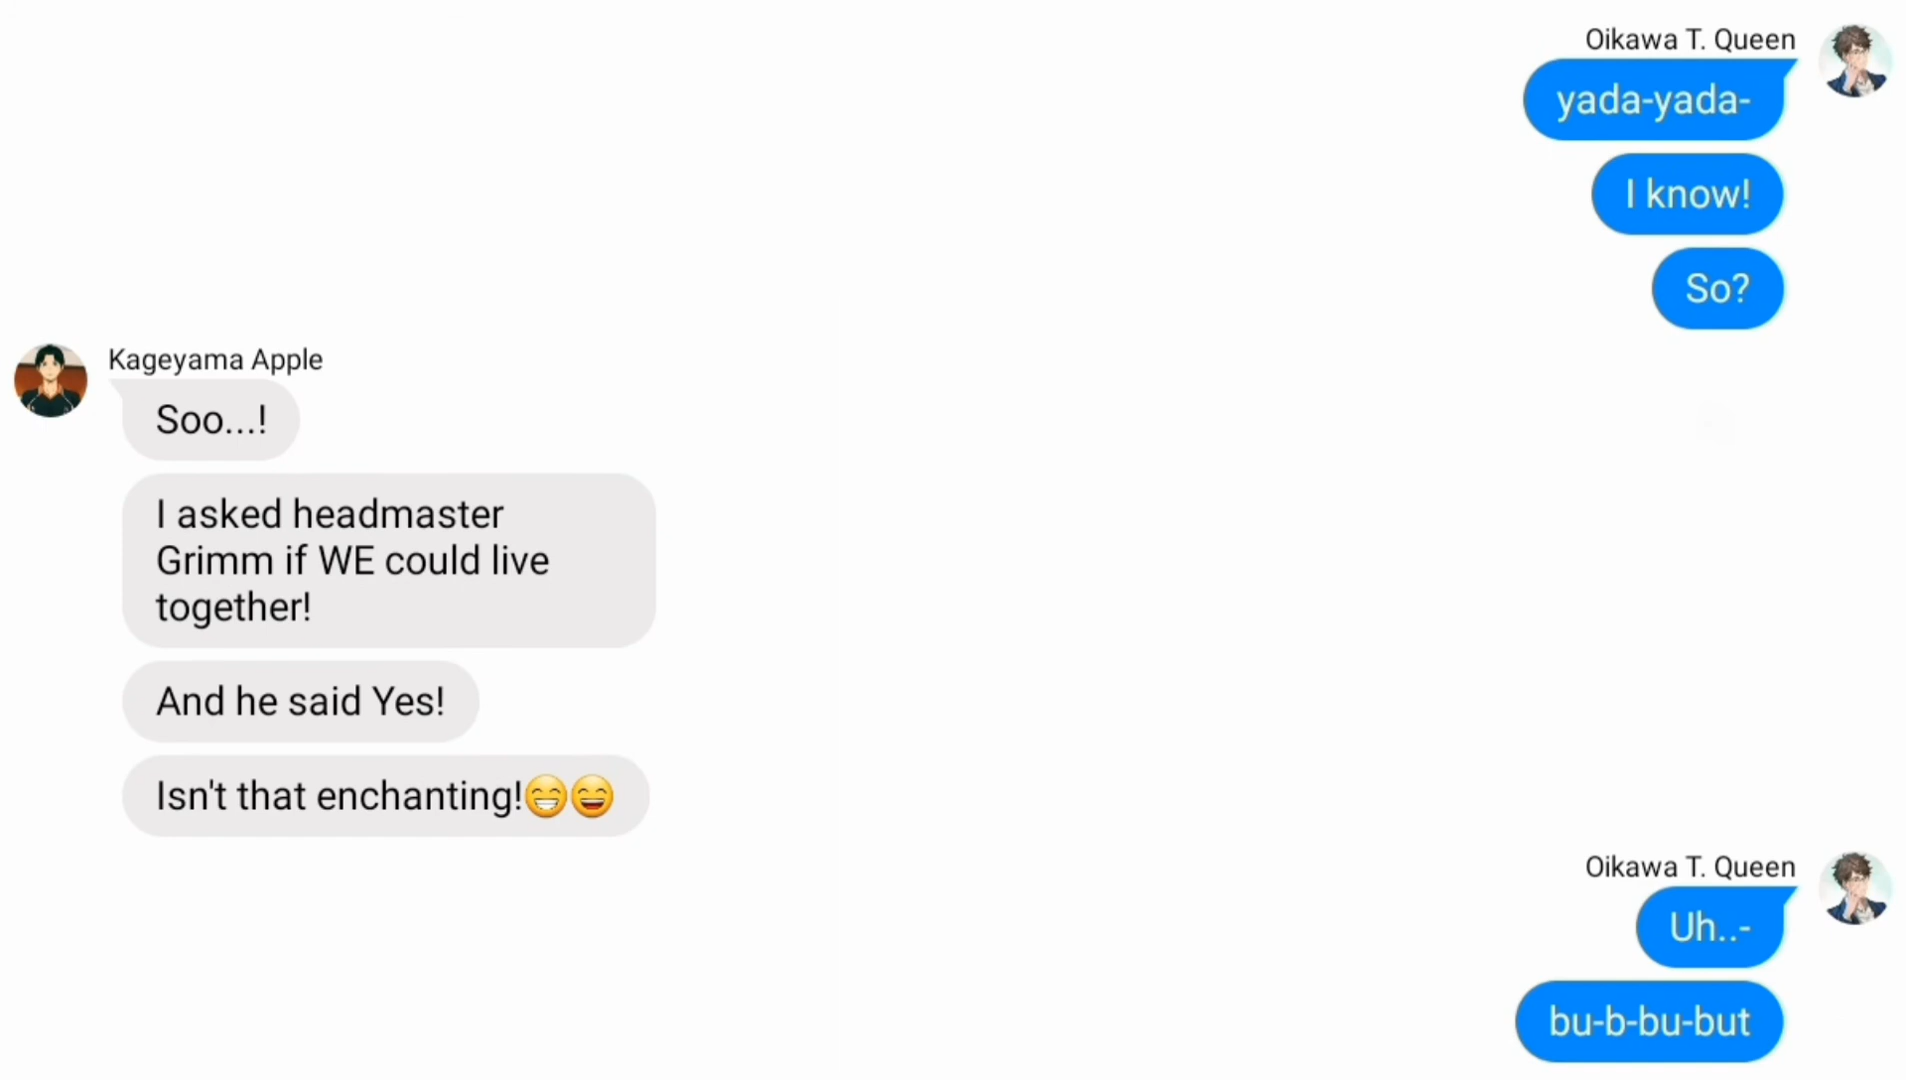 Oikawa T. Queen
yada-yada-
I know!
So?
Kageyama Apple
Soo...!
I asked headmaster
Grimm if WE could live
together!
And he said Yes!
Isn't that enchanting!😁😄
Oikawa T. Queen
Uh..-
bu-b-bu-but